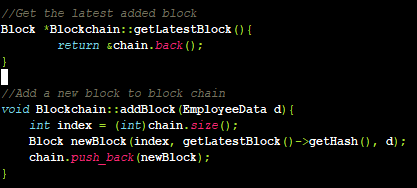 //Get the latest added block
Block *Blockchain::getLatestBlock(){
        return &chain.back();
}

//Add a new block to block chain
void Blockchain::addBlock(EmployeeData d){
    int index = (int)chain.size();
    Block newBlock(index, getLatestBlock()->getHash(), d);
    chain.push_back(newBlock);
}